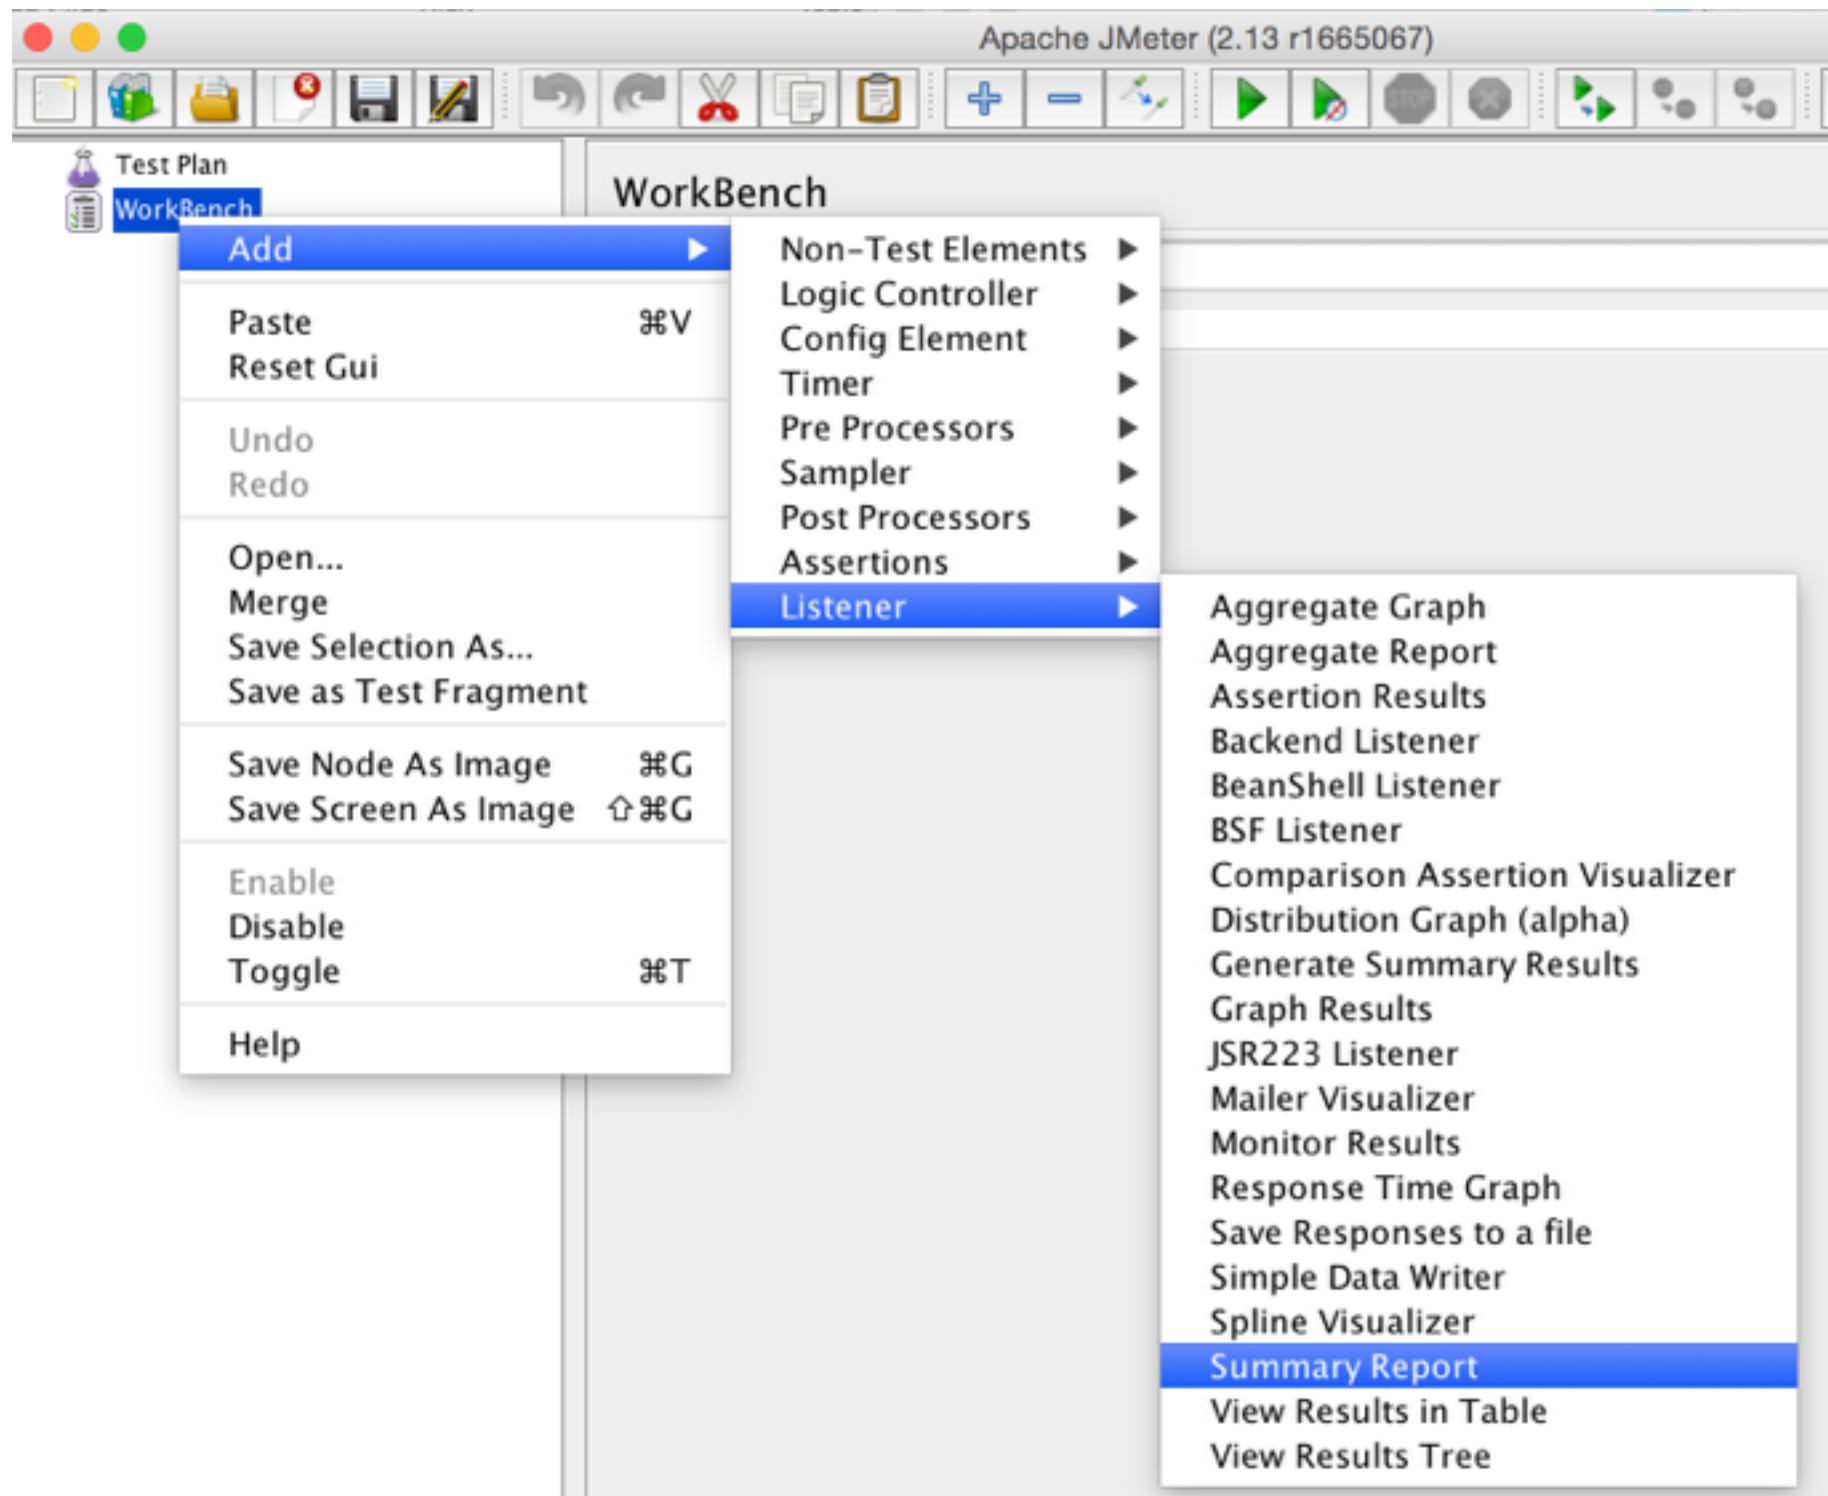 Apache JMeter (2.13 r1665067)
STOP
Test Plan
WorkBench
WorkBench
Add
Paste ⌘V
Reset Gui
Undo
Redo
Open...
Merge
Save Selection As...
Save as Test Fragment
Save Node As Image ⌘G
Save Screen As Image ⇧⌘G
Enable
Disable
Toggle ⌘T
Help
Non-Test Elements
Logic Controller
Config Element
Timer
Pre Processors
Sampler
Post Processors
Assertions
Listener
Aggregate Graph
Aggregate Report
Assertion Results
Backend Listener
BeanShell Listener
BSF Listener
Comparison Assertion Visualizer
Distribution Graph (alpha)
Generate Summary Results
Graph Results
JSR223 Listener
Mailer Visualizer
Monitor Results
Response Time Graph
Save Responses to a file
Simple Data Writer
Spline Visualizer
Summary Report
View Results in Table
View Results Tree